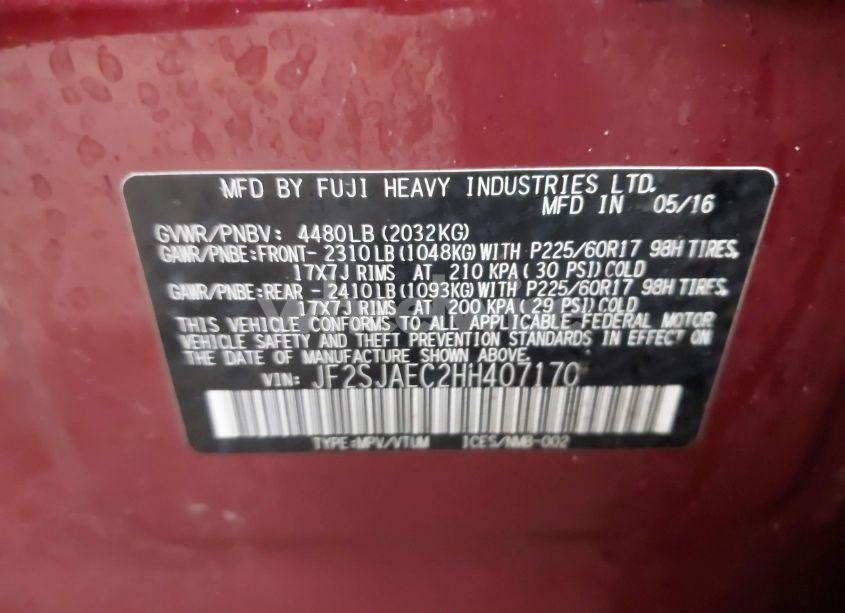 MFD BY FUJI HEAVY INDUSTRIES LTD.
MFD IN 05/16
GVWR/PNBV: 4480LB (2032KG)
GAWR/PNBE:FRONT- 2310LB (1048KG) WITH P225/60R17 98H TIRES,
17X7J RIMS AT 210 KPA( 30 PSI) COLD
GAWR/PNBE:REAR - 2410LB (1093KG) WITH P225/60R17 98H TIRES,
17X7J RIMS AT 200 KPA (29 PSI) COLD
THIS VEHICLE CONFORMS TO ALL APPLICABLE FEDERAL MOTOR
VEHICLE SAFETY AND THEFT PREVENTION STANDARDS IN EFFECT ON
THE DATE OF MANUFACTURE SHOWN ABOVE.
VIN: JF2SJAEC2HH407170
TYPE:MPV/VTUM ICES/NMB-002